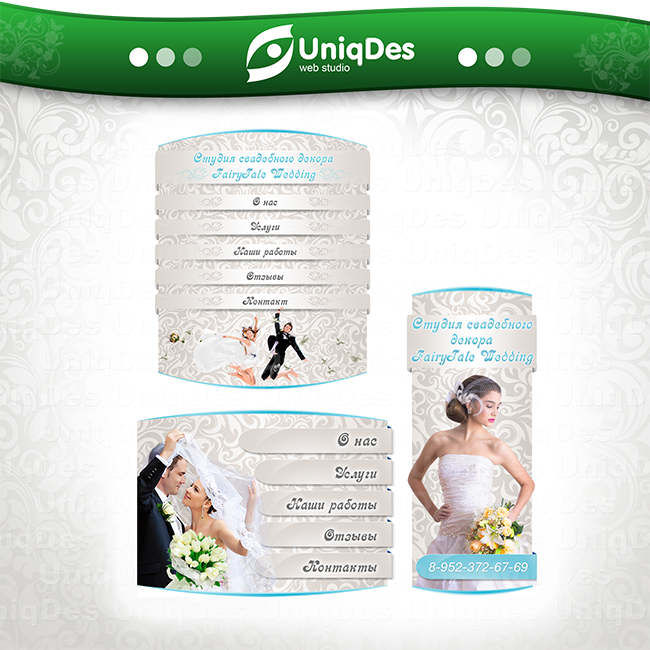 UniqDes
web studio
Студия свадебного декора
FairyTale Wedding
О нас
Услуги
Наши работы
Отзывы
Контакт
Студия свадебного
декора
FairyTale Wedding
О нас
Услуги
Наши работы
Отзывы
Контакты
8-952-372-67-69